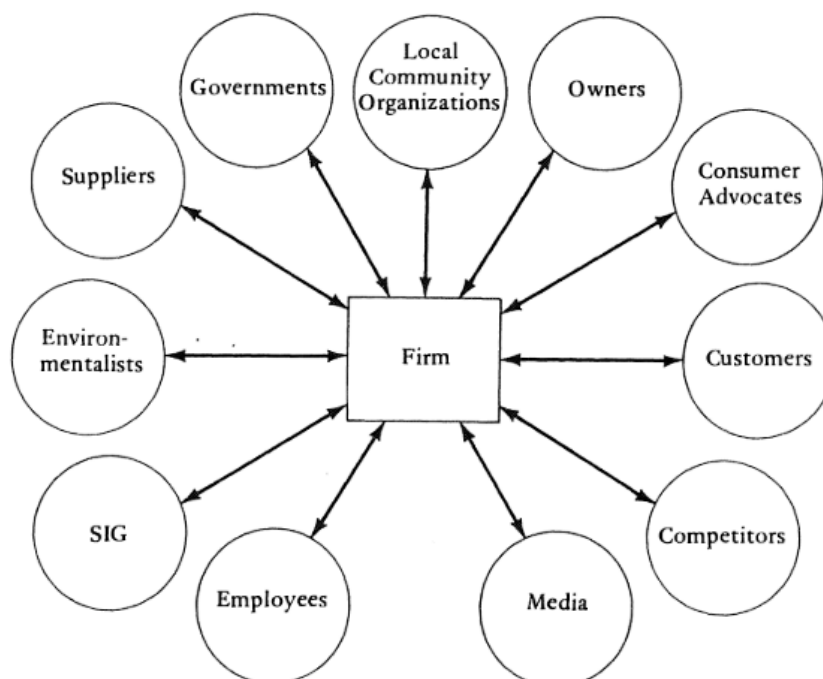 Governments
Local
Community
Organizations
Owners
Suppliers
Consumer
Advocates
Environ-
mentalists
Firm
Customers
SIG
Competitors
Employees
Media